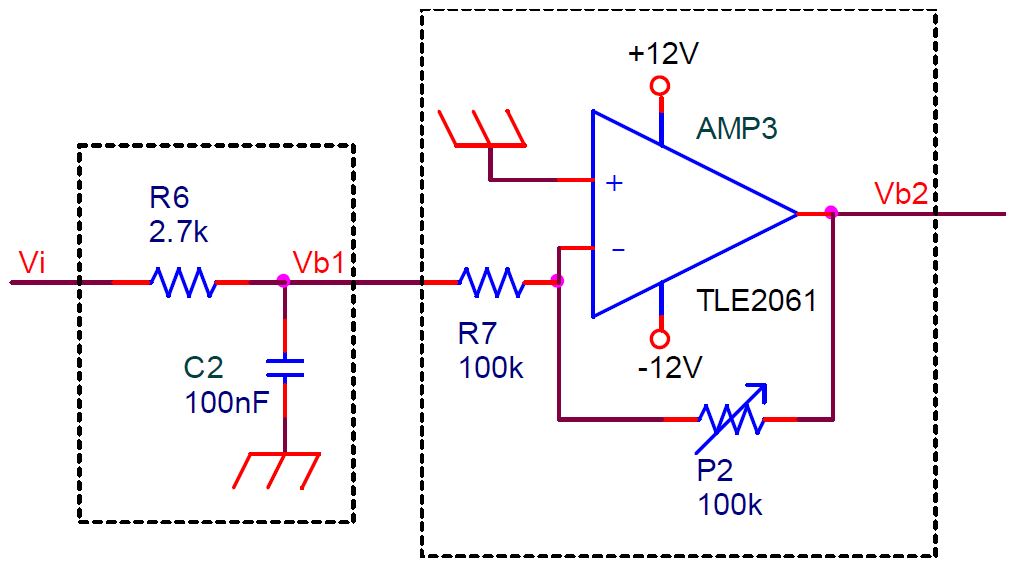 +12V
AMP3
R6
2.7k
+
Vb2
Vi
Vb1
−
TLE2061
R7
100k
-12V
C2
100nF
P2
100k